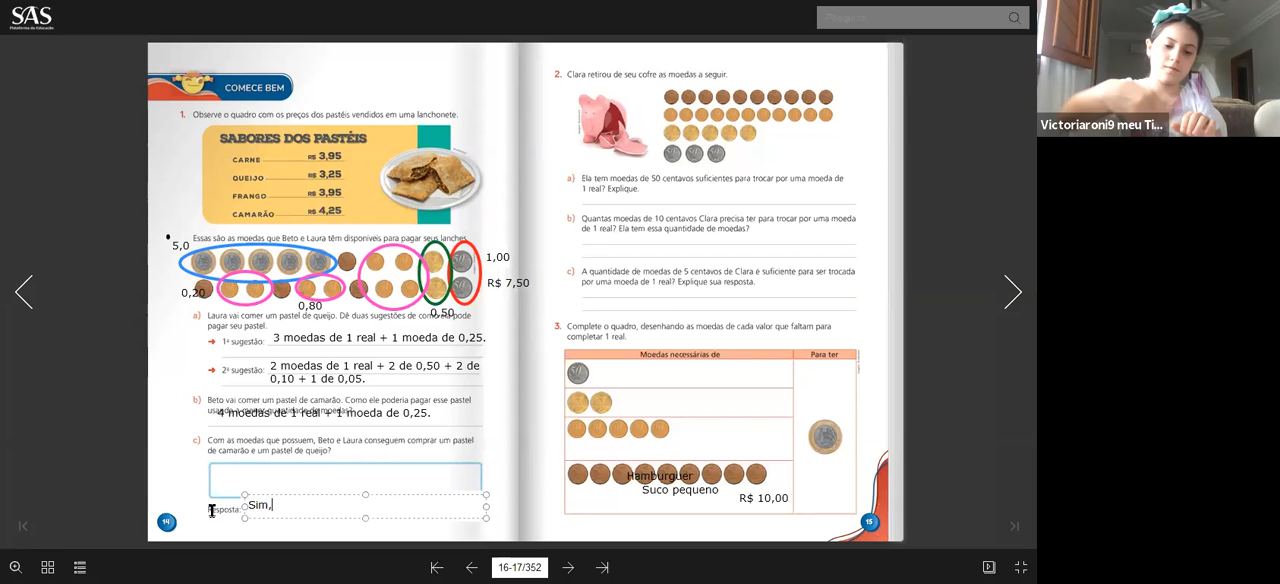 SAS
Plataforma de Educação
Pesquisar
Victoriaroni9 meu Ti...
COMECE BEM
1. Observe o quadro com os preços dos pastéis vendidos em uma lanchonete.
SABORES DOS PASTÉIS
CARNE R$ 3,95
QUEIJO R$ 3,25
FRANGO R$ 3,95
CAMARÃO R$ 4,25
Essas são as moedas que Beto e Laura têm disponíveis para pagar seus lanches.
5,0
1,00
R$ 7,50
0,20
0,80
0,50
a) Laura vai comer um pastel de queijo. Dê duas sugestões de como ela pode
pagar seu pastel.
1ª sugestão: 3 moedas de 1 real + 1 moeda de 0,25.
2ª sugestão: 2 moedas de 1 real + 2 de 0,50 + 2 de
0,10 + 1 de 0,05.
b) Beto vai comer um pastel de camarão. Como ele poderia pagar esse pastel
4 moedas de 1 real + 1 moeda de 0,25.
c) Com as moedas que possuem, Beto e Laura conseguem comprar um pastel
de camarão e um pastel de queijo?
Resposta: Sim,
14
2. Clara retirou de seu cofre as moedas a seguir.
a) Ela tem moedas de 50 centavos suficientes para trocar por uma moeda de
1 real? Explique.
b) Quantas moedas de 10 centavos Clara precisa ter para trocar por uma moeda
de 1 real? Ela tem essa quantidade de moedas?
c) A quantidade de moedas de 5 centavos de Clara é suficiente para ser trocada
por uma moeda de 1 real? Explique sua resposta.
3. Complete o quadro, desenhando as moedas de cada valor que faltam para
completar 1 real.
Moedas necessárias de
Para ter
Hamburguer
Suco pequeno
R$ 10,00
15
16-17/352